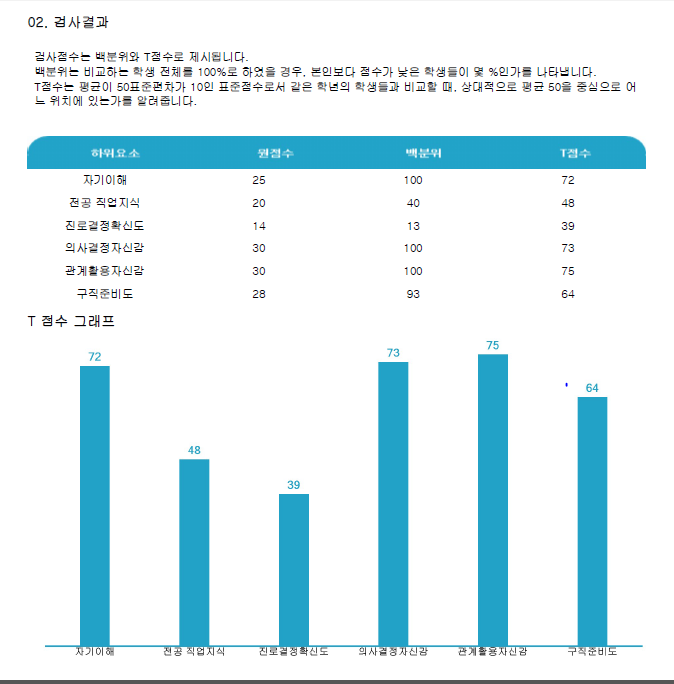 02. 검사결과
검사점수는 백분위와 T점수로 제시됩니다.
백분위는 비교하는 학생 전체를 100%로 하였을 경우, 본인보다 점수가 낮은 학생들이 몇 %인가를 나타냅니다.
T점수는 평균이 50표준편차가 10인 표준점수로서 같은 학년의 학생들과 비교할 때, 상대적으로 평균 50을 중심으로 어
느 위치에 있는가를 알려줍니다.
하위요소 원점수 백분위 T점수
자기이해 25 100 72
전공 직업지식 20 40 48
진로결정확신도 14 13 39
의사결정자신감 30 100 73
관계활용자신감 30 100 75
구직준비도 28 93 64
T 점수 그래프
72 48 39 73 75 64
자기이해 전공 직업지식 진로결정확신도 의사결정자신감 관계활용자신감 구직준비도